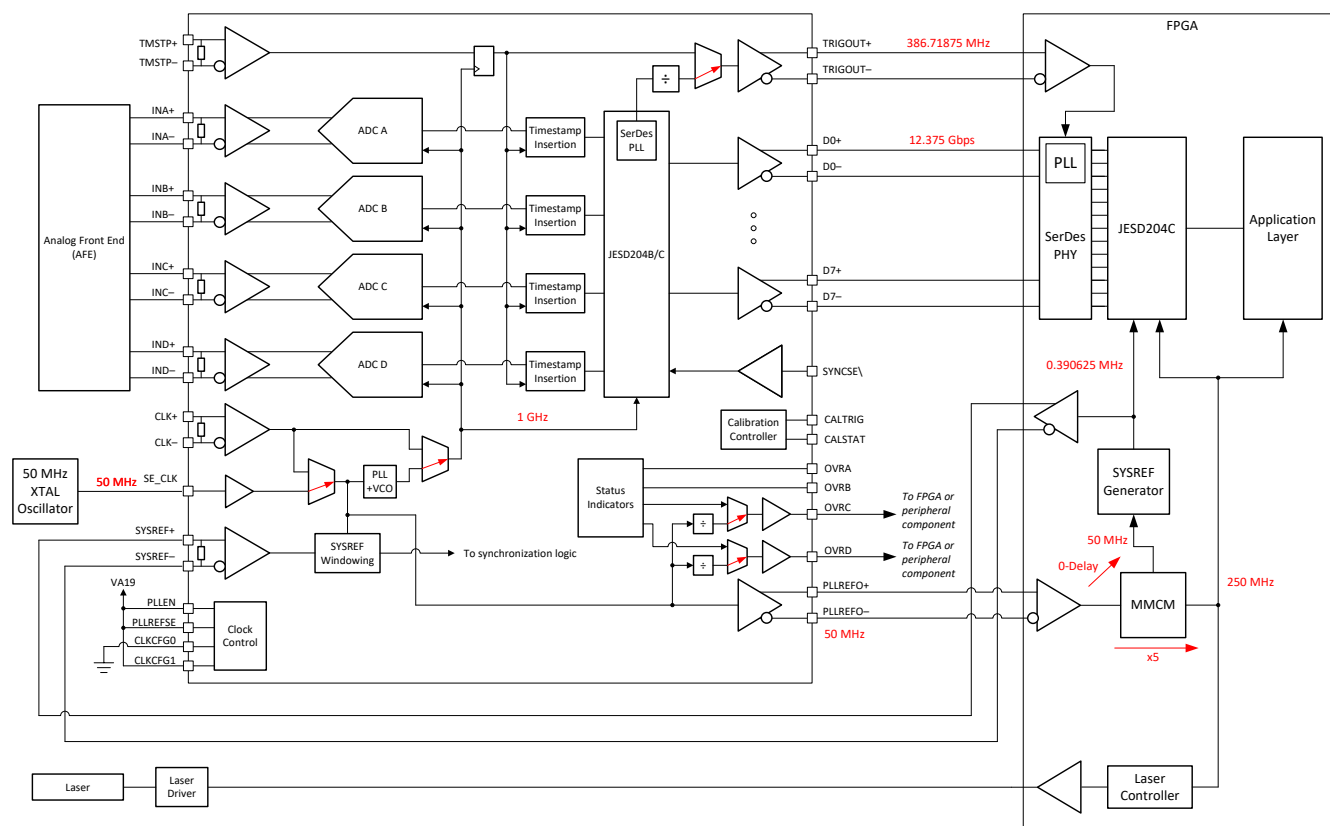 FPGA
TMSTP+
TMSTP–
TRIGOUT+
386.71875 MHz
TRIGOUT–
÷
Analog Front End
(AFE)
INA+
INA–
ADC A
Timestamp
Insertion
SerDes
PLL
D0+
12.375 Gbps
D0–
PLL
INB+
INB–
ADC B
Timestamp
Insertion
JESD204B/C
SerDes
PHY
JESD204C
Application
Layer
INC+
INC–
ADC C
Timestamp
Insertion
D7+
D7–
IND+
IND–
ADC D
Timestamp
Insertion
SYNCSE\
0.390625 MHz
CLK+
CLK–
1 GHz
Calibration
Controller
CALTRIG
CALSTAT
50 MHz
XTAL
Oscillator
50 MHz
SE_CLK
PLL
+VCO
Status
Indicators
OVRA
OVRB
OVRC
To FPGA or
peripheral
component
÷
SYSREF
Generator
SYSREF+
SYSREF–
SYSREF
Windowing
To synchronization logic
OVRD
To FPGA or
peripheral
component
÷
50 MHz
0-Delay
250 MHz
VA19
PLLEN
PLLREFSE
CLKCFG0
CLKCFG1
Clock
Control
PLLREFO+
PLLREFO–
50 MHz
MMCM
x5
Laser
Laser
Driver
Laser
Controller